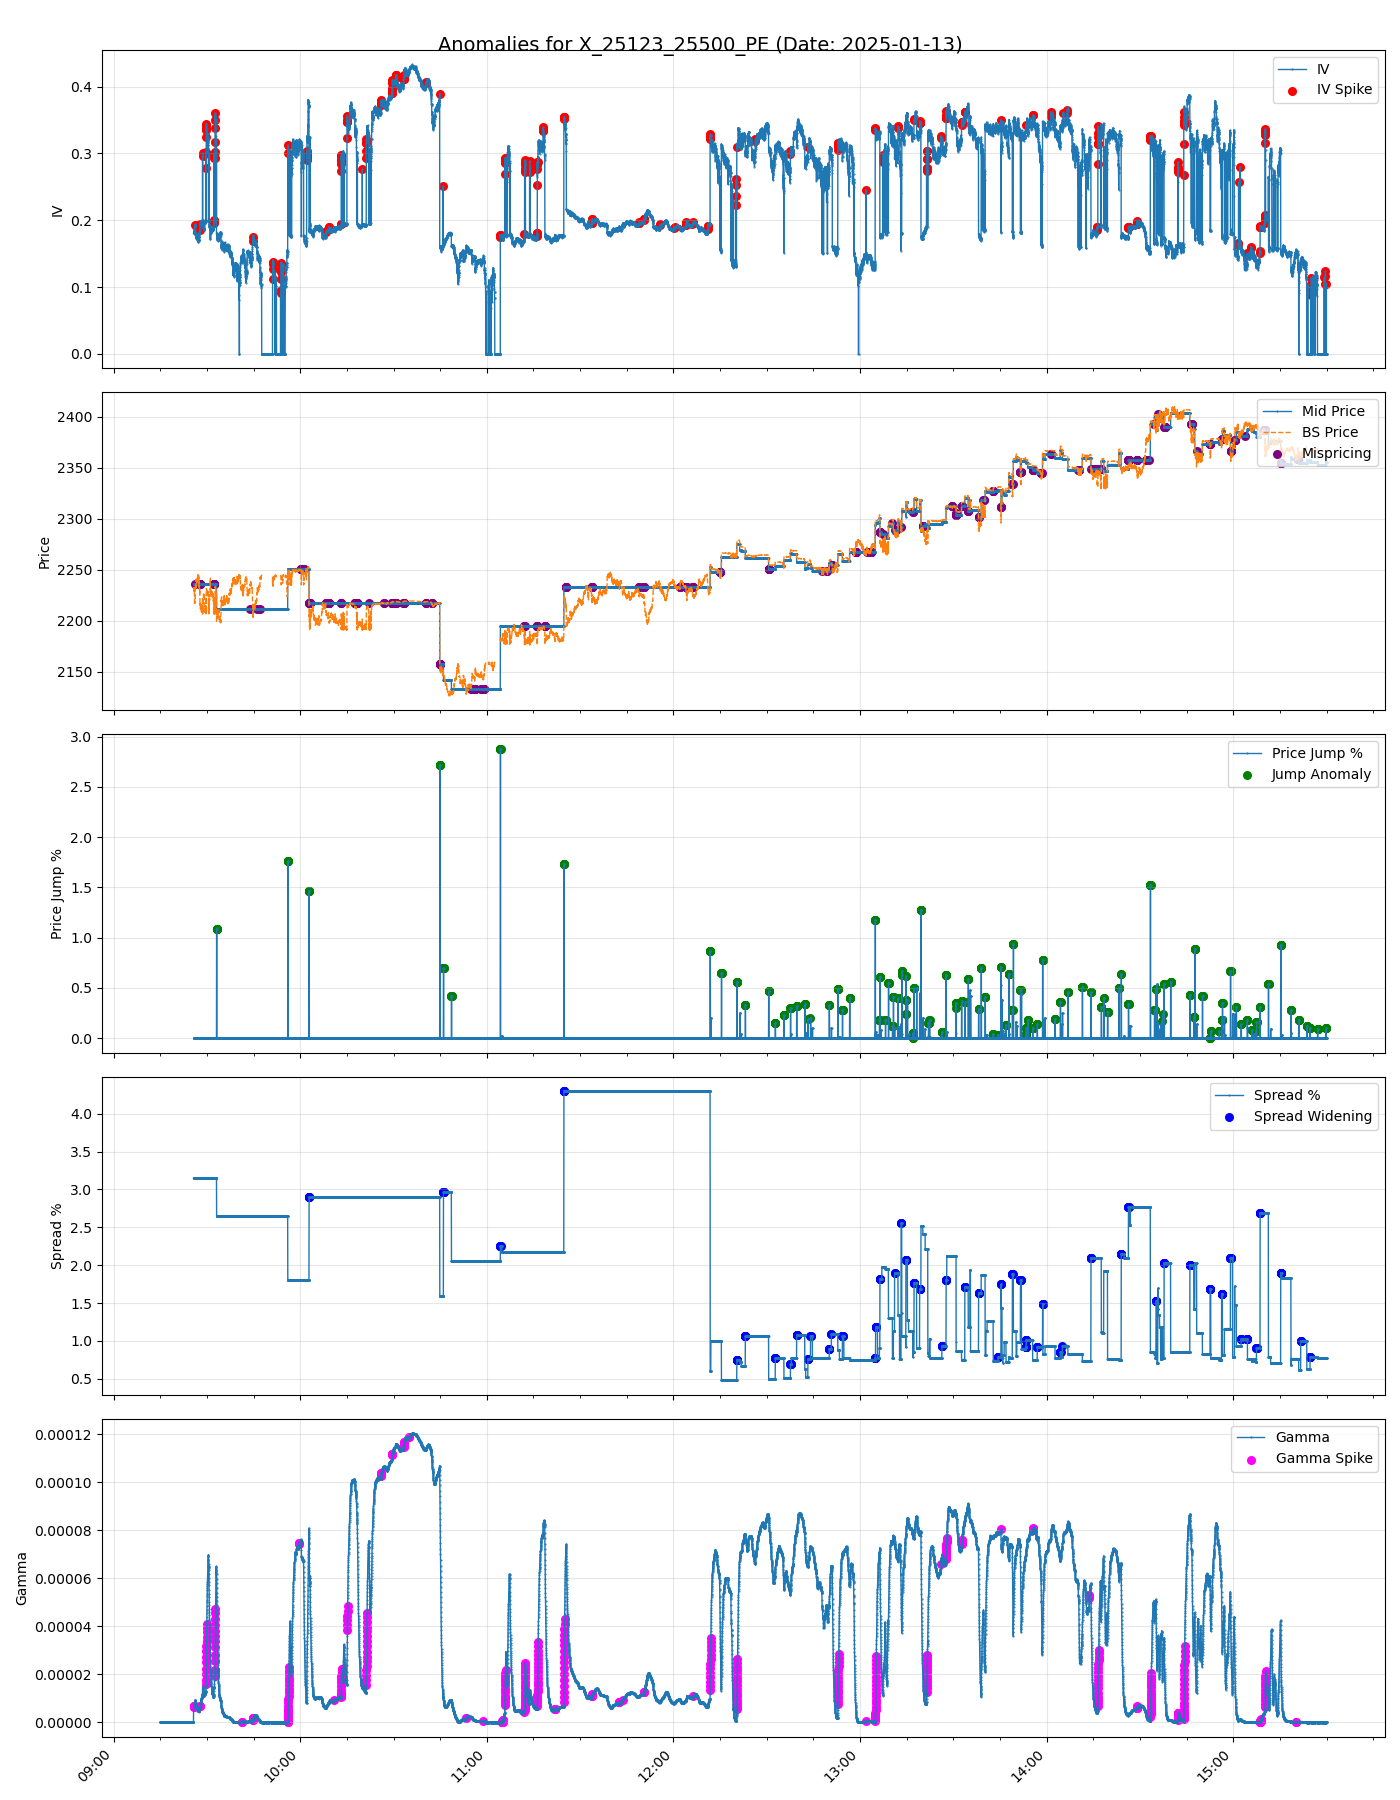 Anomalies for X_25123_25500_PE (Date: 2025-01-13)
IV
IV Spike
0.4
0.3
0.2
0.1
0.0
IV
Mid Price
BS Price
Mispricing
2400
2350
2300
2250
2200
2150
Price
Price Jump %
Jump Anomaly
3.0
2.5
2.0
1.5
1.0
0.5
0.0
Price Jump %
Spread %
Spread Widening
4.0
3.5
3.0
2.5
2.0
1.5
1.0
0.5
Spread %
Gamma
Gamma Spike
0.00012
0.00010
0.00008
0.00006
0.00004
0.00002
0.00000
Gamma
09:00
10:00
11:00
12:00
13:00
14:00
15:00